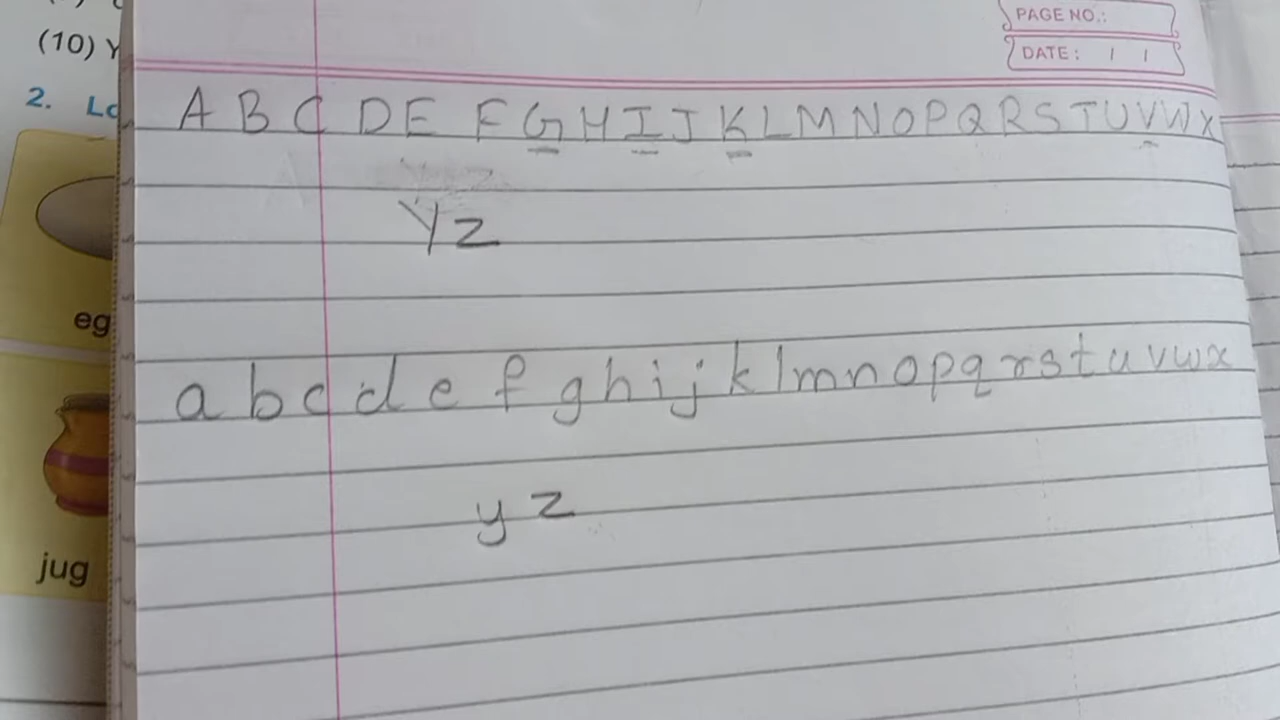 (10) Y
2. Lo
eg
jug
PAGE NO.:
DATE: / /
A B C D E F G H I J K L M N O P Q R S T U V W X
Y Z
a b c d e f g h i j k l m n o p q r s t u v w x
y z